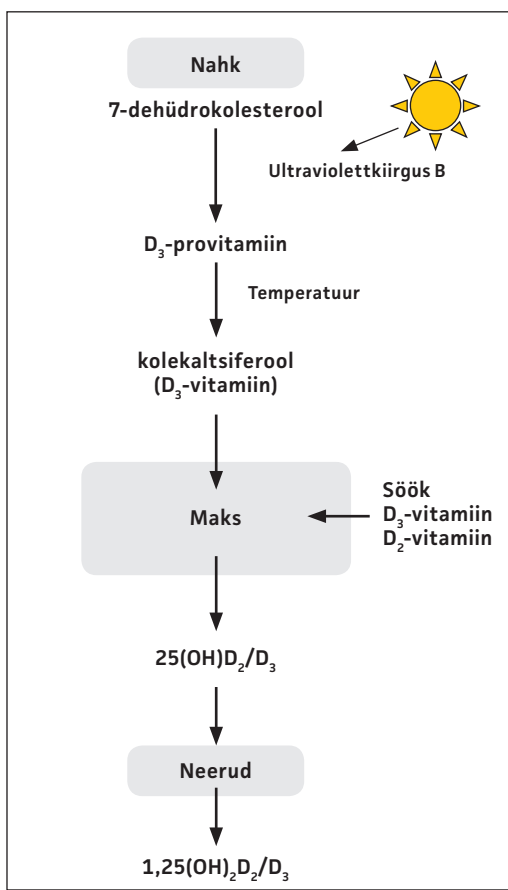 Nahk
7-dehüdrokolesterool
Ultraviolettkiirgus B
D₃-provitamiin
Temperatuur
kolekaltsiferool
(D₃-vitamiin)
Maks
Söök
D₃-vitamiin
D₂-vitamiin
25(OH)D₂/D₃
Neerud
1,25(OH)₂D₂/D₃